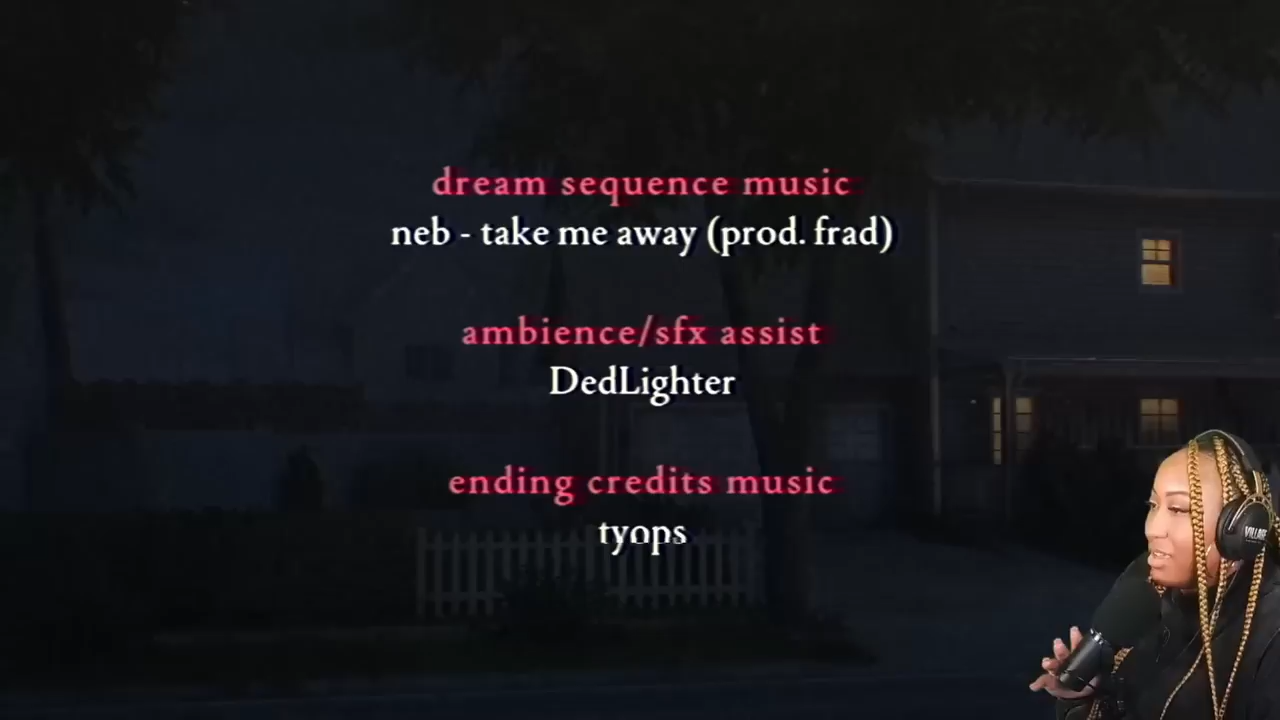 dream sequence music
neb - take me away (prod. frad)
ambience/sfx assist
DedLighter
ending credits music
tyops